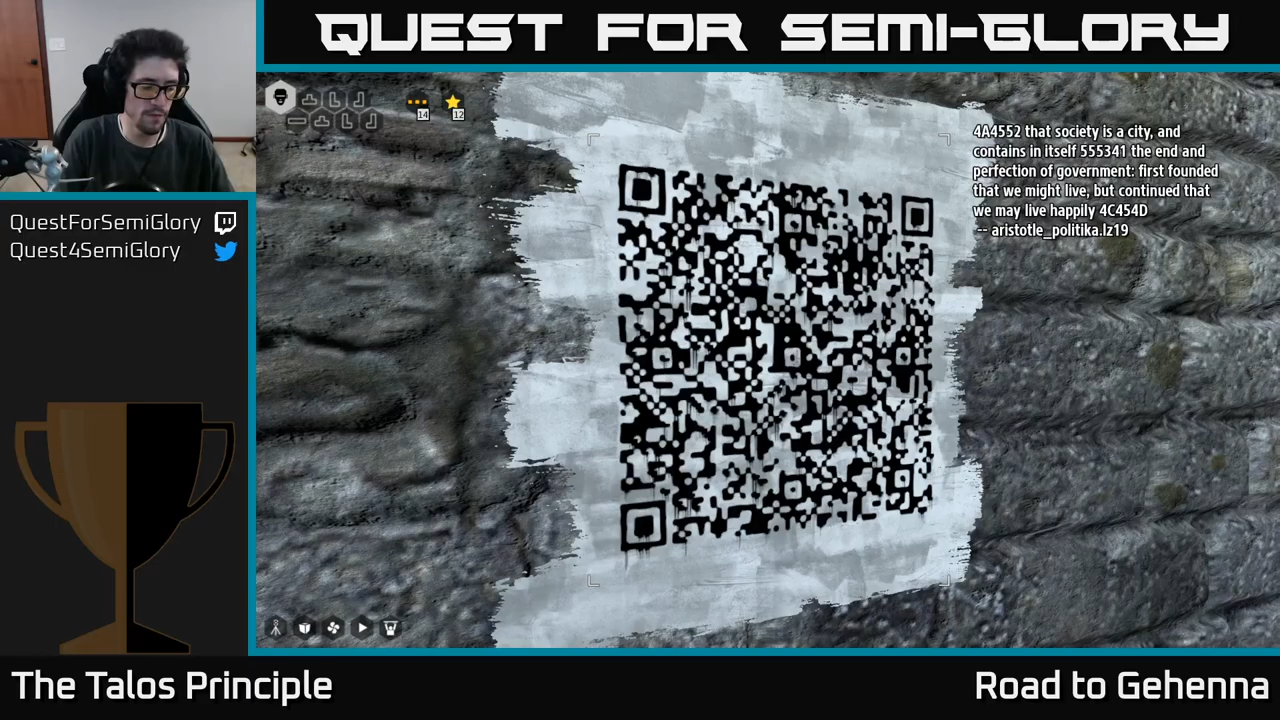 QUEST FOR SEMI-GLORY
QuestForSemiGlory
Quest4SemiGlory
14
12
4A4552 that society is a city, and
contains in itself 555341 the end and
perfection of government: first founded
that we might live, but continued that
we may live happily 4C454D
-- aristotle_politika.lz19
The Talos Principle
Road to Gehenna